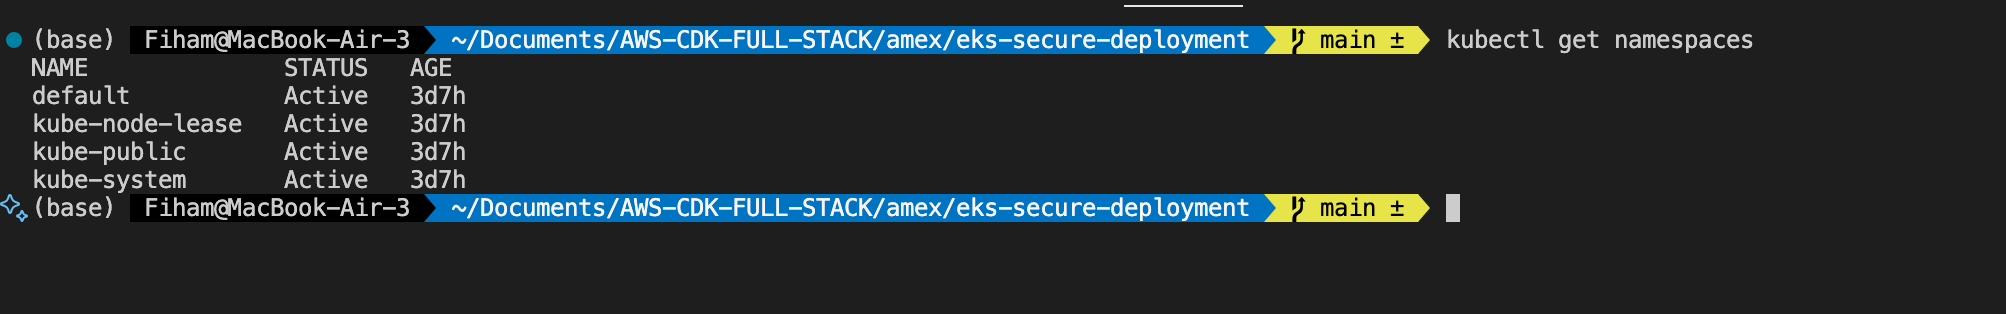 (base) Fiham@MacBook-Air-3 ~/Documents/AWS-CDK-FULL-STACK/amex/eks-secure-deployment main ± kubectl get namespaces
NAME STATUS AGE
default Active 3d7h
kube-node-lease Active 3d7h
kube-public Active 3d7h
kube-system Active 3d7h
(base) Fiham@MacBook-Air-3 ~/Documents/AWS-CDK-FULL-STACK/amex/eks-secure-deployment main ±